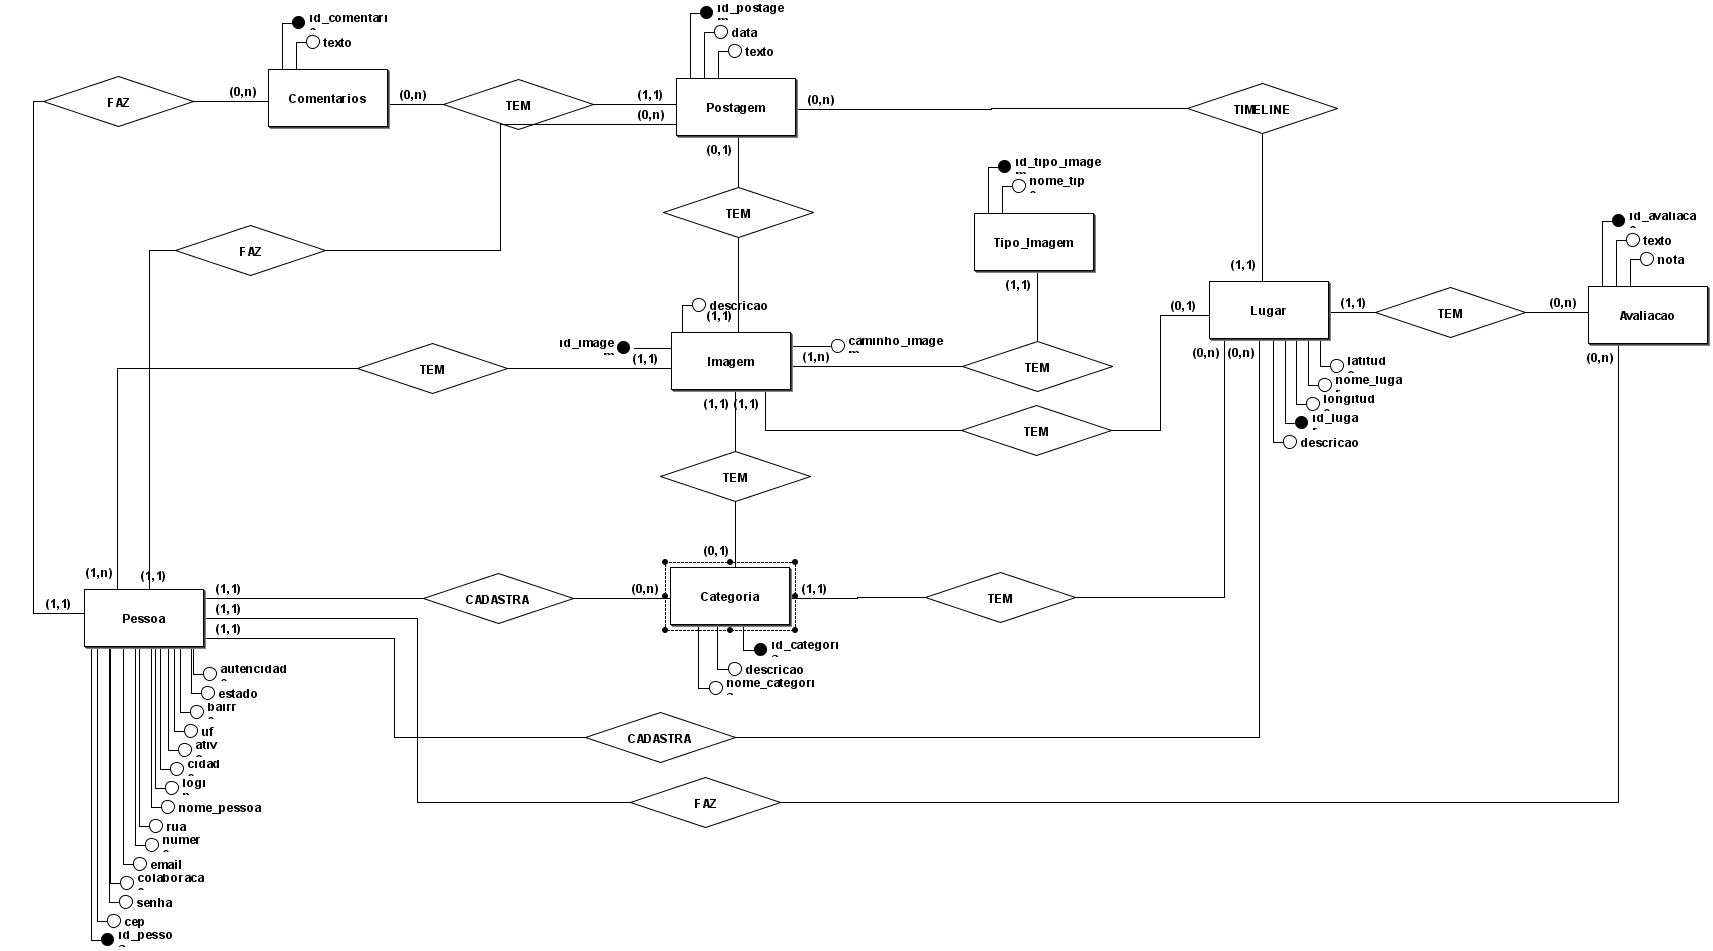 id_comentari
texto
FAZ
(0,n)
Comentarios
(0,n)
TEM
(1,1)
(0,n)
id_postage
m
data
texto
Postagem
(0,n)
TIMELINE
(0,1)
TEM
FAZ
id_tipo_image
m
nome_tip
o
Tipo_Imagem
(1,1)
(1,1)
id_avaliaca
o
texto
nota
Avaliacao
(0,n)
(0,n)
TEM
(1,1)
Lugar
(0,1)
(0,n) (0,n)
latitud
e
nome_luga
r
longitud
e
id_luga
r
descricao
descricao
(1,1)
id_image
m
(1,1)
Imagem
caminho_image
m
(1,n)
TEM
TEM
(1,1) (1,1)
TEM
TEM
(0,1)
(1,n)
(1,1)
(1,1)
Pessoa
(1,1)
(1,1)
(1,1)
CADASTRA
(0,n)
Categoria
(1,1)
TEM
id_categori
a
descricao
nome_categori
a
CADASTRA
FAZ
autencidad
e
estado
bairr
o
uf
ativ
o
cidad
e
logi
n
nome_pessoa
rua
numer
o
email
colaboraca
o
senha
cep
id_pesso
a